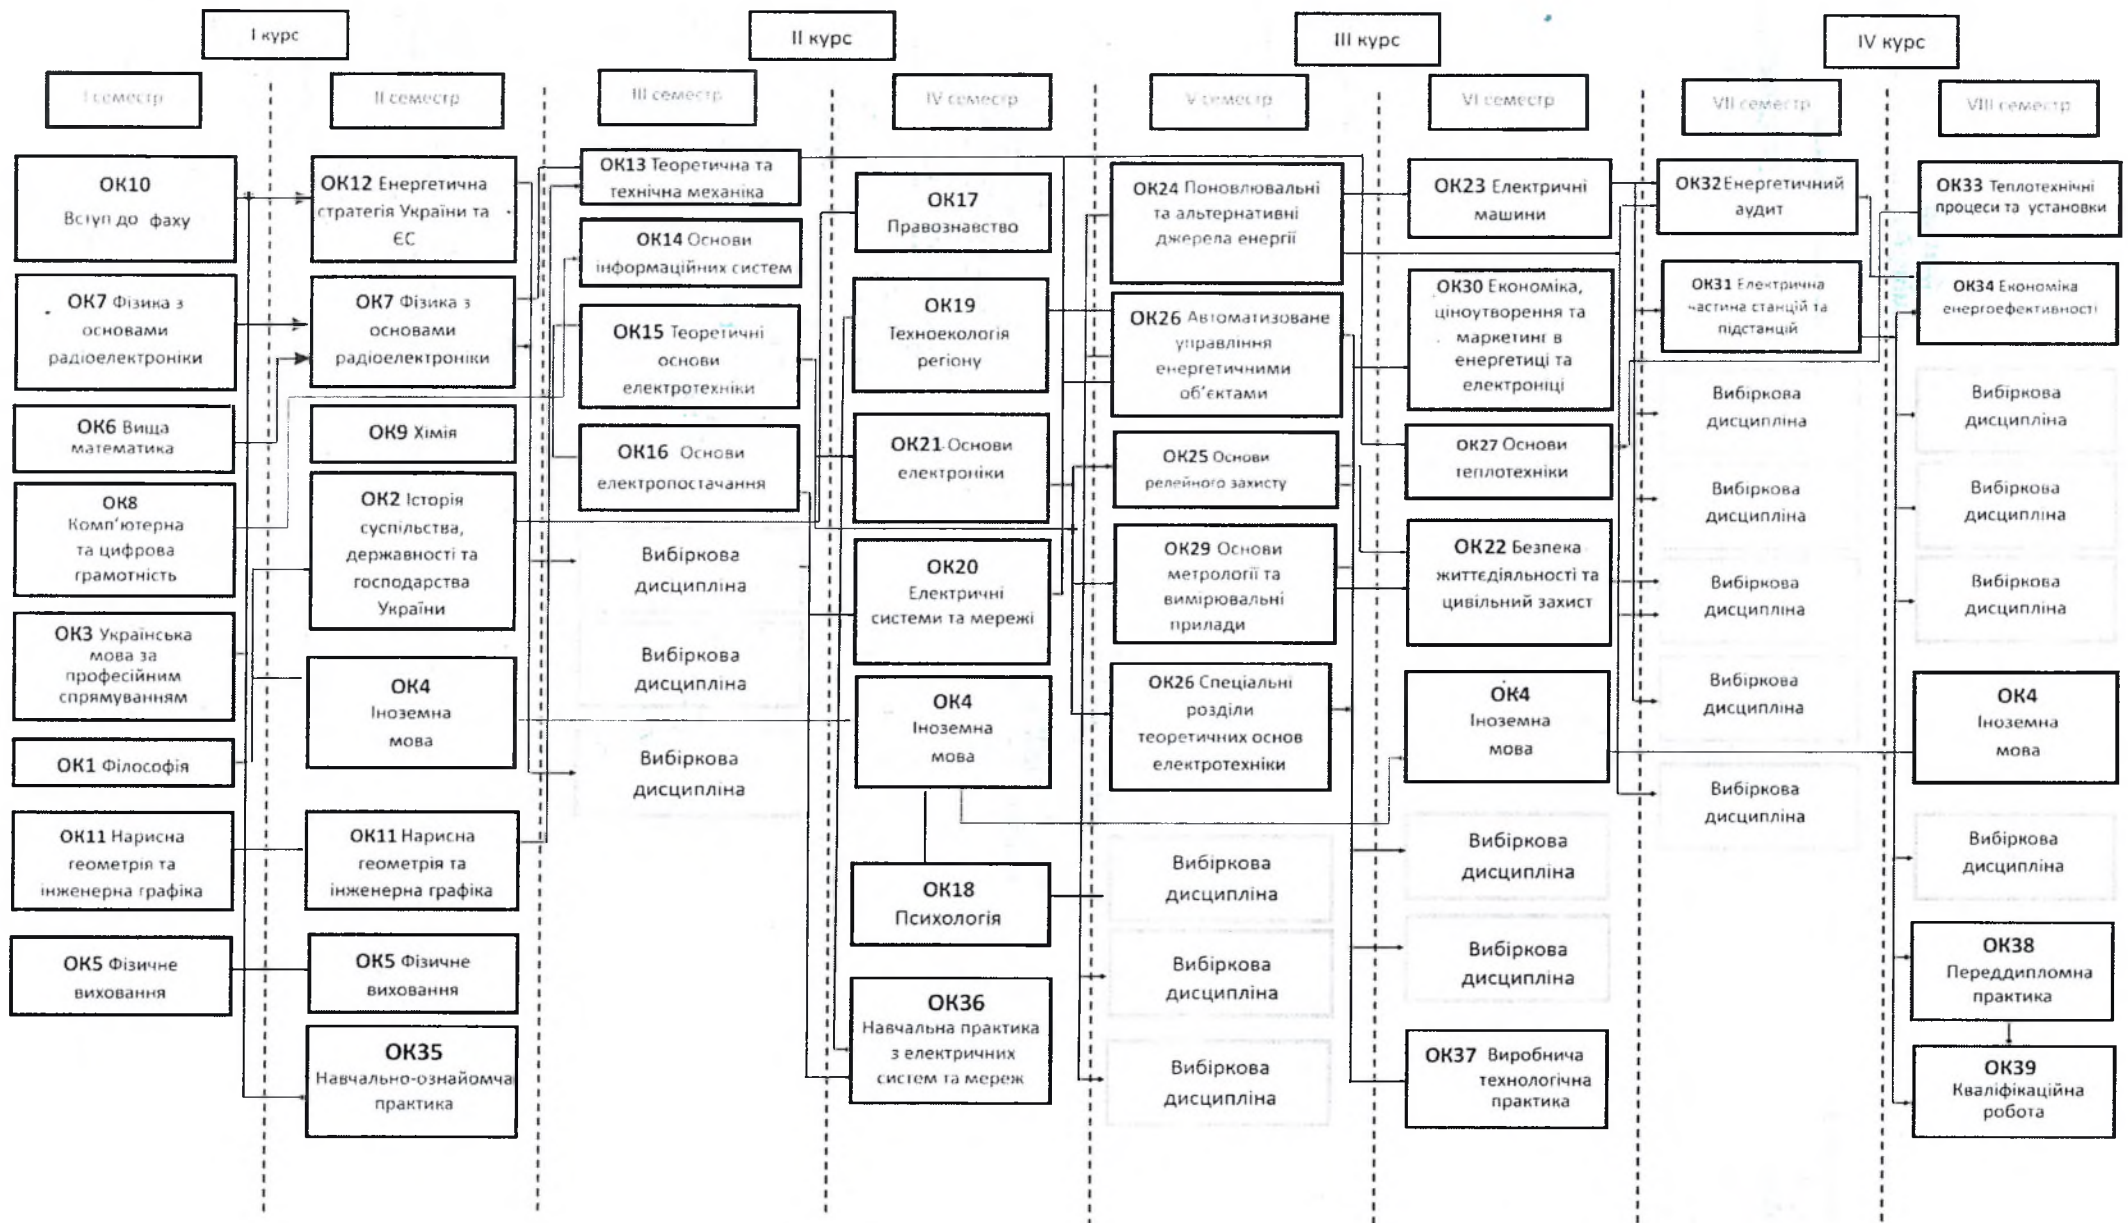 I курс
II курс
III курс
IV курс
I семестр
II семестр
III семестр
IV семестр
V семестр
VI семестр
VII семестр
VIII семестр
ОК10
Вступ до фаху
ОК7 Фізика з
основами
радіоелектроніки
ОК6 Вища
математика
ОК8
Комп'ютерна
та цифрова
грамотність
ОК3 Українська
мова за
професійним
спрямуванням
ОК1 Філософія
ОК11 Нарисна
геометрія та
інженерна графіка
ОК5 Фізичне
виховання
ОК12 Енергетична
стратегія України та
ЄС
ОК7 Фізика з
основами
радіоелектроніки
ОК9 Хімія
ОК2 Історія
суспільства,
державності та
господарства
України
ОК4
Іноземна
мова
ОК11 Нарисна
геометрія та
інженерна графіка
ОК5 Фізичне
виховання
ОК35
Навчально-ознайомча
практика
ОК13 Теоретична та
технічна механіка
ОК14 Основи
інформаційних систем
ОК15 Теоретичні
основи
електротехніки
ОК16 Основи
електропостачання
Вибіркова
дисципліна
Вибіркова
дисципліна
Вибіркова
дисципліна
ОК17
Правознавство
ОК19
Техноекологія
регіону
ОК21 Основи
електроніки
ОК20
Електричні
системи та мережі
ОК4
Іноземна
мова
ОК18
Психологія
ОК36
Навчальна практика
з електричних
систем та мереж
ОК24 Поновлювальні
та альтернативні
джерела енергії
ОК26 Автоматизоване
управління
енергетичними
об'єктами
ОК25 Основи
релейного захисту
ОК29 Основи
метрології та
вимірювальні
прилади
ОК26 Спеціальні
розділи
теоретичних основ
електротехніки
Вибіркова
дисципліна
Вибіркова
дисципліна
Вибіркова
дисципліна
ОК23 Електричні
машини
ОК30 Економіка,
ціноутворення та
маркетинг в
енергетиці та
електроніці
ОК27 Основи
теплотехніки
ОК22 Безпека
життєдіяльності та
цивільний захист
ОК4
Іноземна
мова
Вибіркова
дисципліна
Вибіркова
дисципліна
ОК37 Виробнича
технологічна
практика
ОК32Енергетичний
аудит
ОК31 Електрична
частина станцій та
підстанцій
Вибіркова
дисципліна
Вибіркова
дисципліна
Вибіркова
дисципліна
Вибіркова
дисципліна
Вибіркова
дисципліна
ОК33 Теплотехнічні
процеси та установки
ОК34 Економіка
енергоефективності
Вибіркова
дисципліна
Вибіркова
дисципліна
Вибіркова
дисципліна
ОК4
Іноземна
мова
Вибіркова
дисципліна
ОК38
Переддипломна
практика
ОК39
Кваліфікаційна
робота